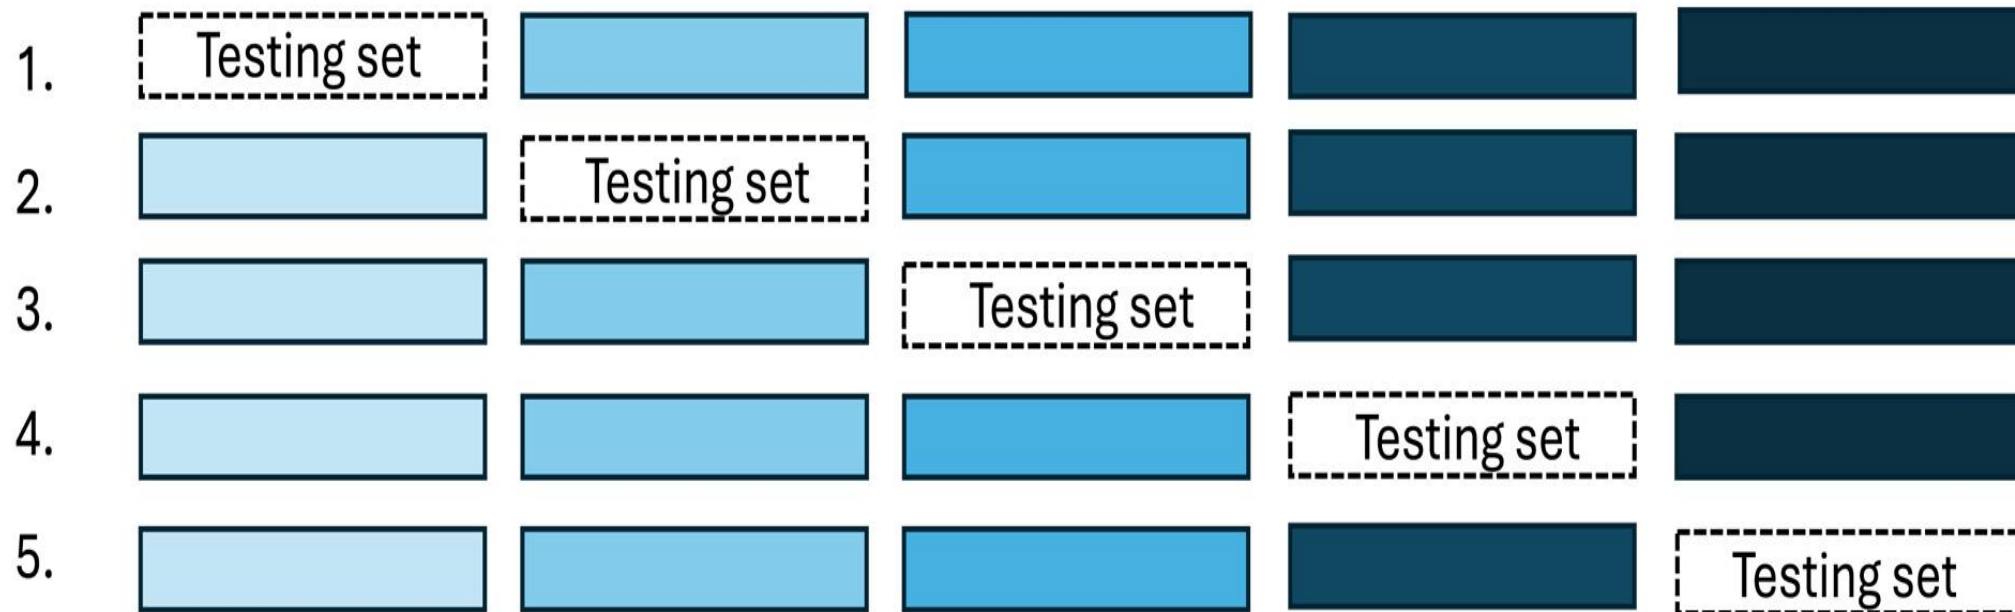 1. Testing set
2. Testing set
3. Testing set
4. Testing set
5. Testing set